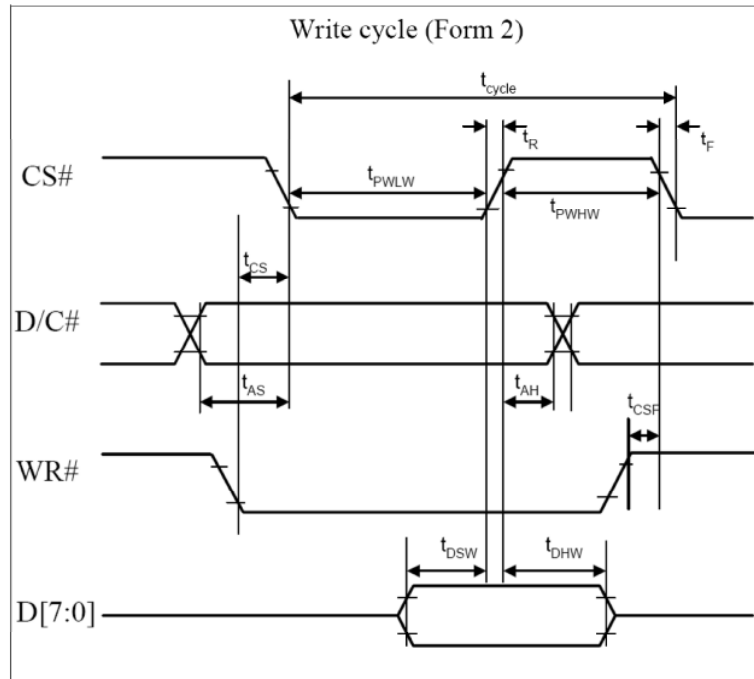 Write cycle (Form 2)
tcycle
tR
tF
CS#
tPWLW
tPWHW
tCS
D/C#
tAS
tAH
tCSF
WR#
tDSW
tDHW
D[7:0]